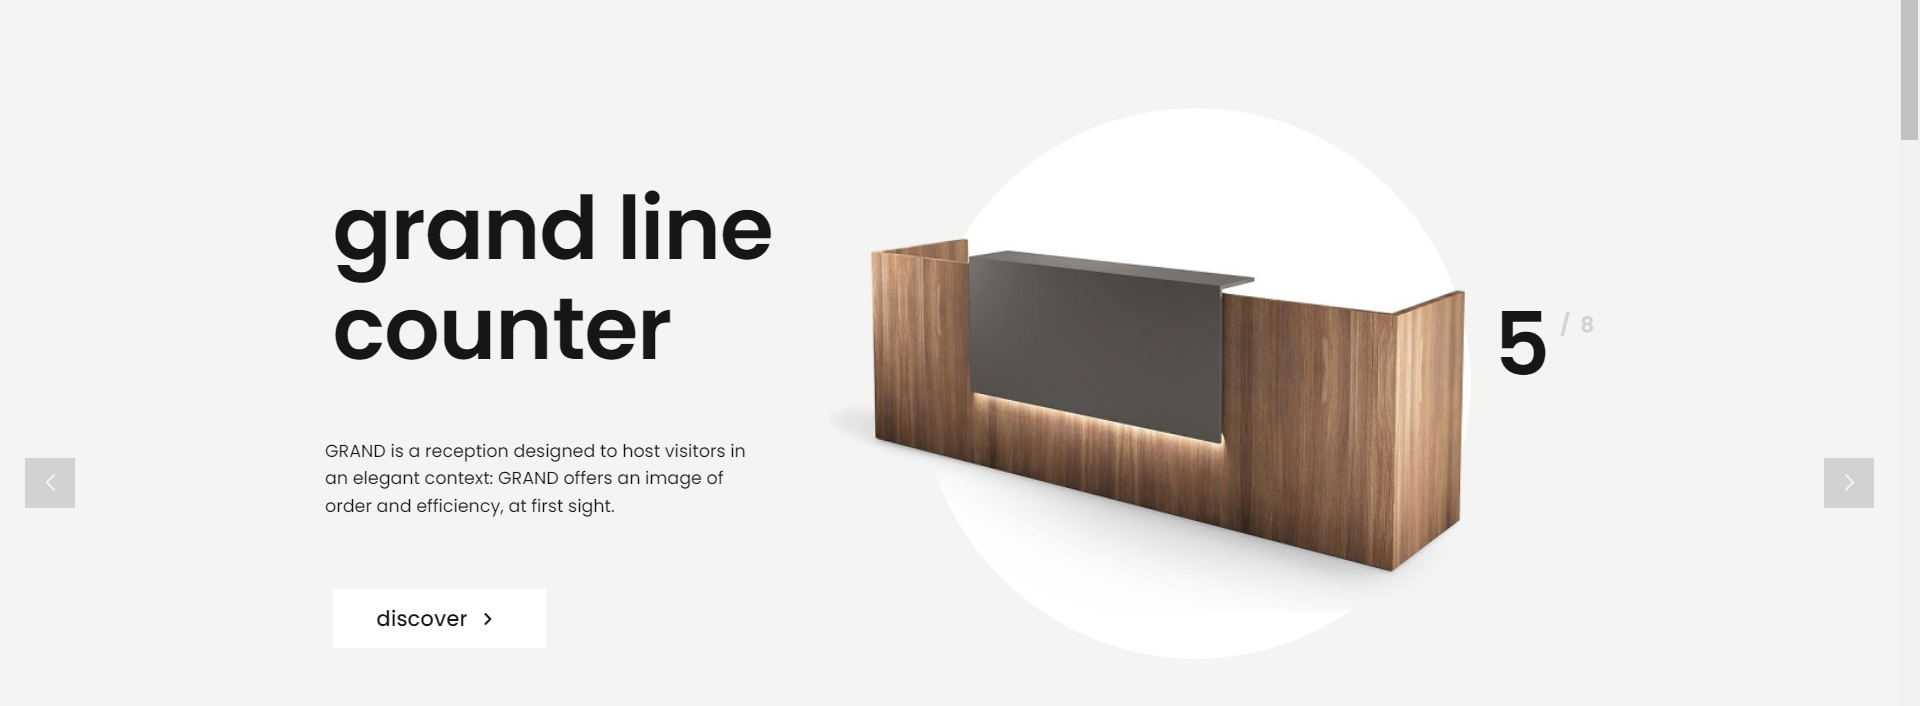 grand line
counter
5 / 8
GRAND is a reception designed to host visitors in
an elegant context: GRAND offers an image of
order and efficiency, at first sight.
discover